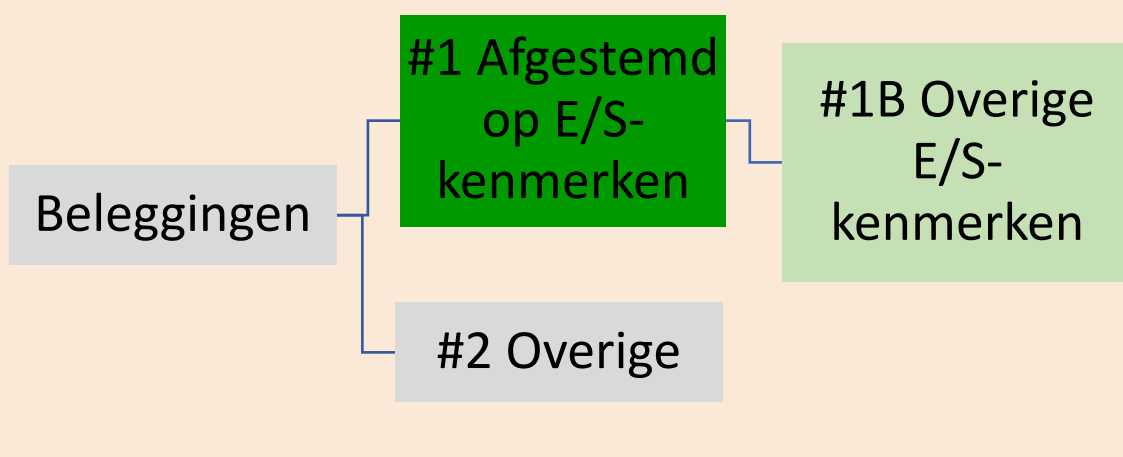 #1 Afgestemd
op E/S-
kenmerken
#1B Overige
E/S-
kenmerken
Beleggingen
#2 Overige